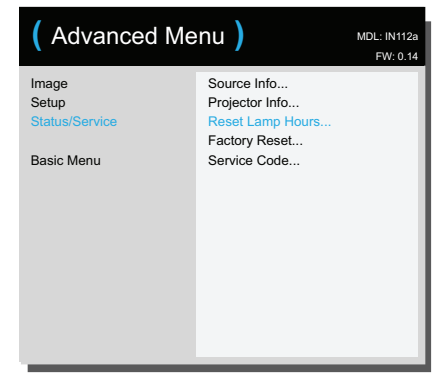 ( Advanced Menu )
MDL: IN112a
FW: 0.14
Image
Setup
Status/Service
Basic Menu
Source Info...
Projector Info...
Reset Lamp Hours...
Factory Reset...
Service Code...